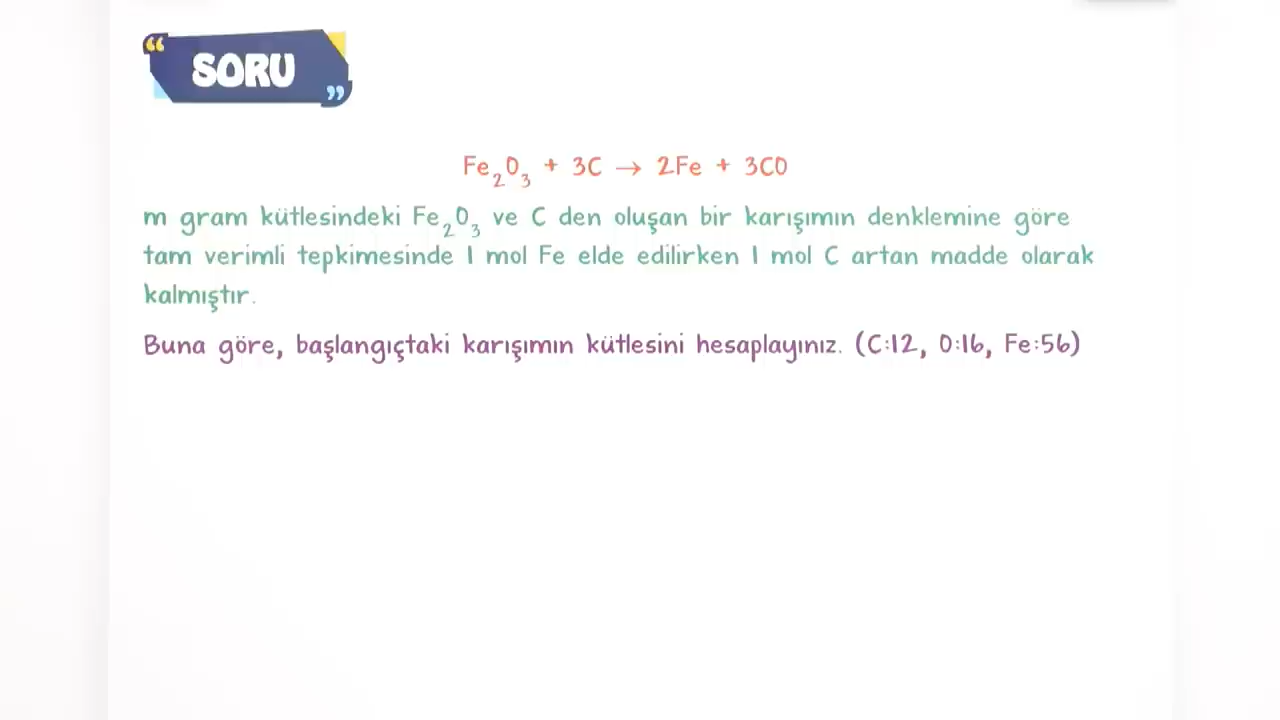 SORU
Fe₂O₃ + 3C → 2Fe + 3CO
m gram kütlesindeki Fe₂O₃ ve C den oluşan bir karışımın denklemine göre
tam verimli tepkimesinde 1 mol Fe elde edilirken 1 mol C artan madde olarak
kalmıştır.
Buna göre, başlangıçtaki karışımın kütlesini hesaplayınız. (C:12, O:16, Fe:56)